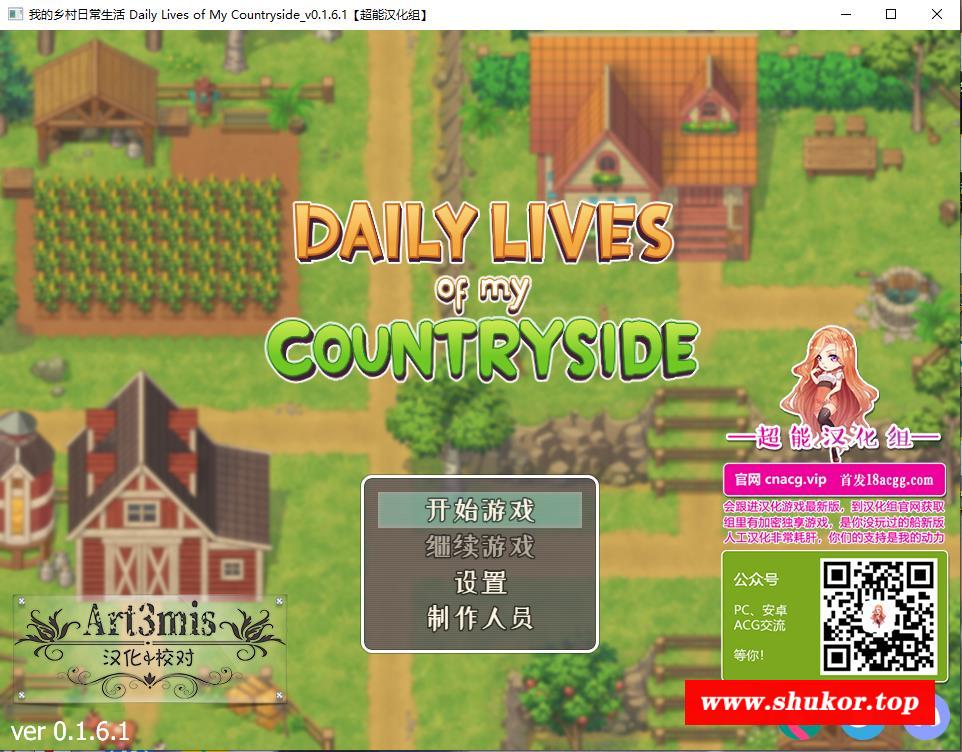 我的乡村日常生活 Daily Lives of My Countryside_v0.1.6.1【超能汉化组】
DAILY LIVES
of my
COUNTRYSIDE
开始游戏
继续游戏
设置
制作人员
Art3mis
汉化&校对
ver 0.1.6.1
超能汉化组
官网 cnacg.vip 首发18acgg.com
会跟进汉化游戏最新版，到汉化组官网获取
组里有加密独享游戏，是你没玩过的船新版
人工汉化非常耗肝，你们的支持是我的动力
公众号
PC、安卓
ACG交流
等你！
www.shukor.top